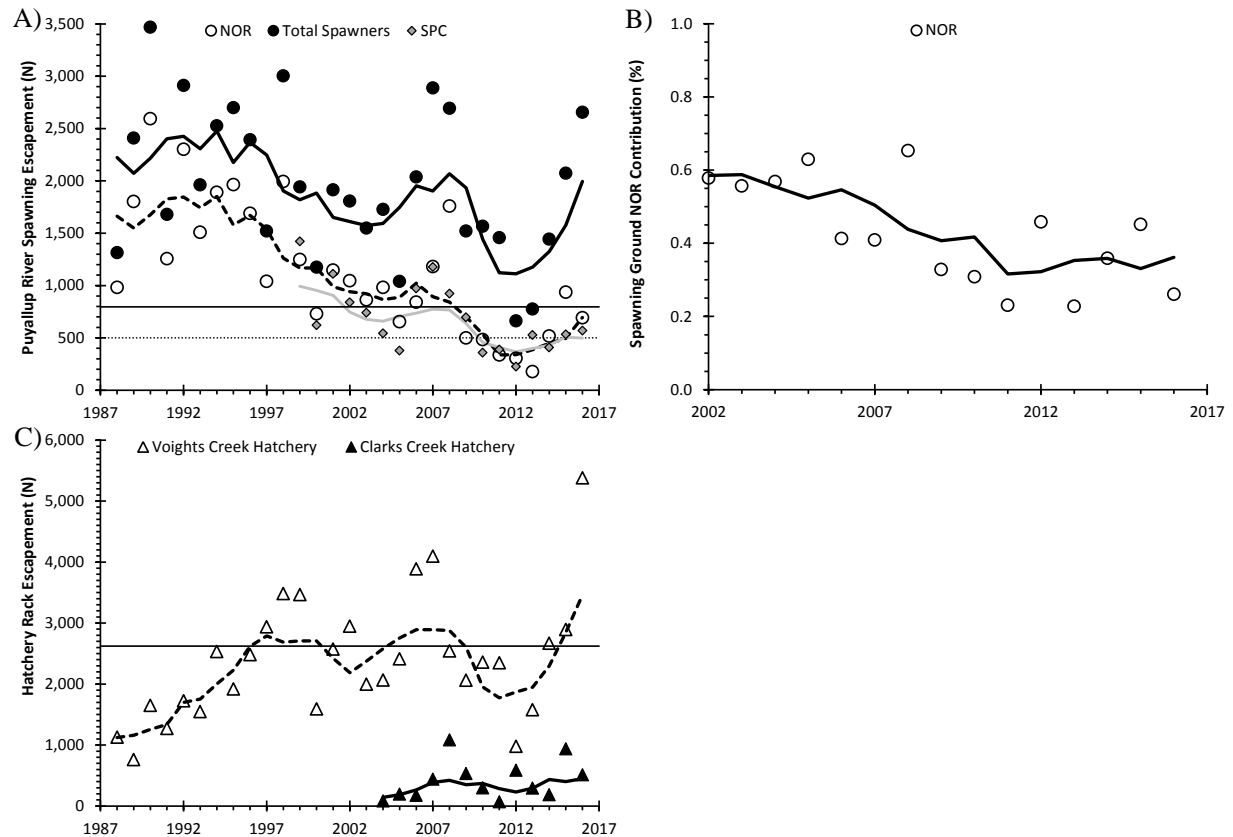 A)
Puyallup River Spawning Escapement (N)
NOR Total Spawners SPC
3,500
3,000
2,500
2,000
1,500
1,000
500
0
1987 1992 1997 2002 2007 2012 2017
B)
Spawning Ground NOR Contribution (%)
NOR
1.0
0.8
0.6
0.4
0.2
0.0
2002 2007 2012 2017
C)
Hatchery Rack Escapement (N)
Voights Creek Hatchery Clarks Creek Hatchery
6,000
5,000
4,000
3,000
2,000
1,000
0
1987 1992 1997 2002 2007 2012 2017